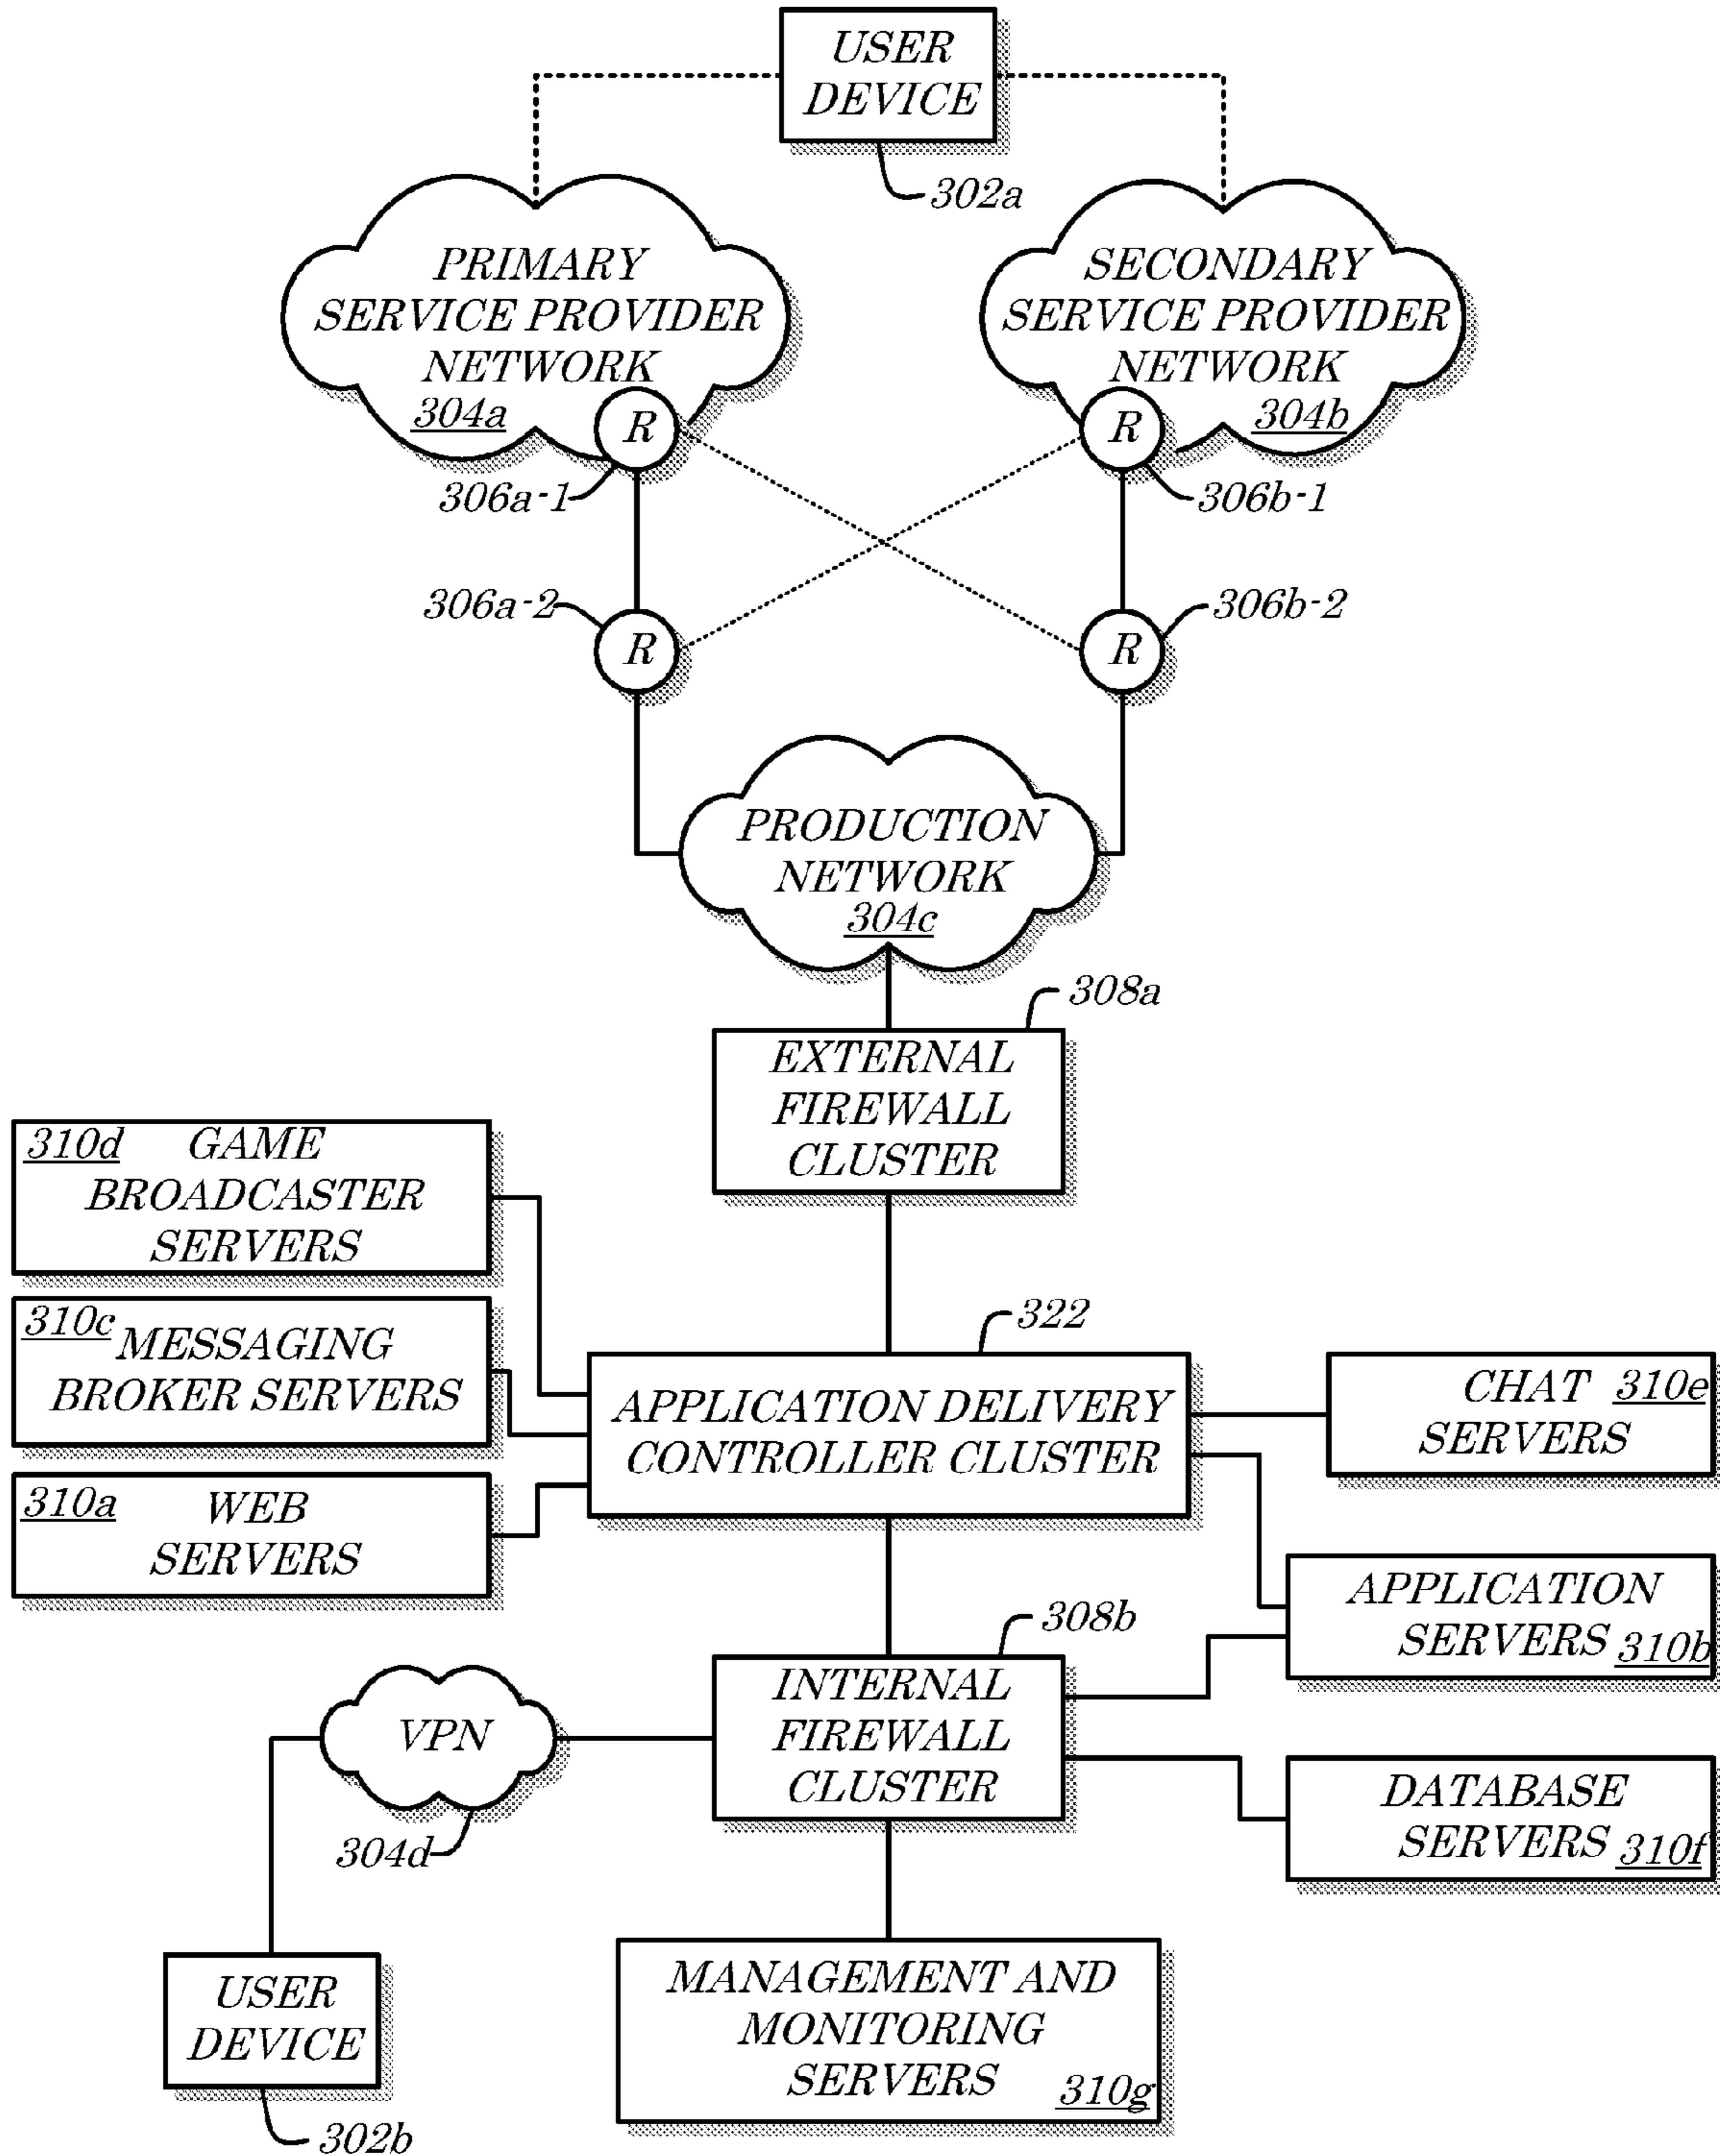 USER
DEVICE
302a
PRIMARY
SERVICE PROVIDER
NETWORK
304a
SECONDARY
SERVICE PROVIDER
NETWORK
304b
R
R
306a-1
306b-1
306a-2
306b-2
R
R
PRODUCTION
NETWORK
304c
308a
EXTERNAL
FIREWALL
CLUSTER
310d GAME
BROADCASTER
SERVERS
310c MESSAGING
BROKER SERVERS
310a WEB
SERVERS
322
APPLICATION DELIVERY
CONTROLLER CLUSTER
CHAT 310e
SERVERS
APPLICATION
SERVERS 310b
308b
INTERNAL
FIREWALL
CLUSTER
VPN
304d
DATABASE
SERVERS 310f
USER
DEVICE
302b
MANAGEMENT AND
MONITORING
SERVERS
310g